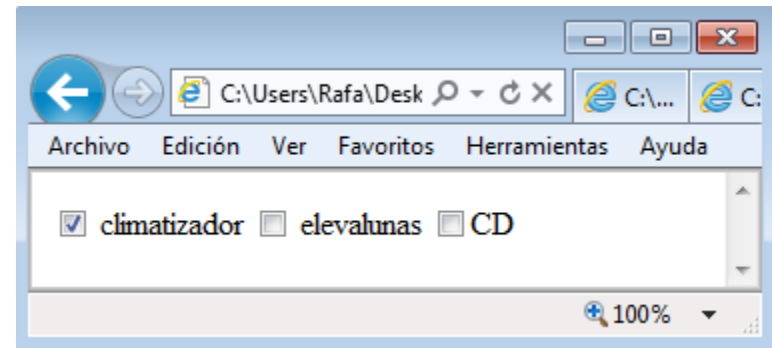 C:\Users\Rafa\Desk C:\... C:
Archivo Edición Ver Favoritos Herramientas Ayuda
climatizador elevalunas CD
100%